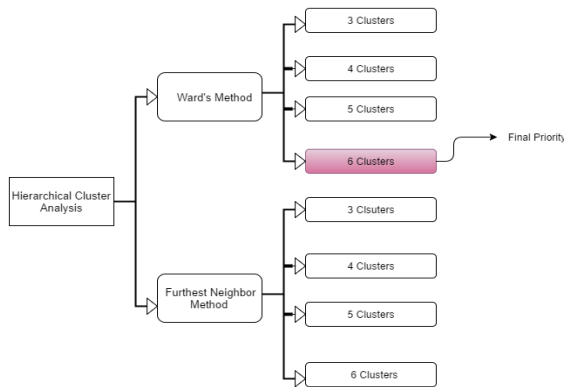 3 Clusters
4 Clusters
Ward's Method
5 Clusters
Final Priority
6 Clusters
Hierarchical Cluster
Analysis
3 Clsuters
4 Clusters
Furthest Neighbor
Method
5 Clusters
6 Clusters